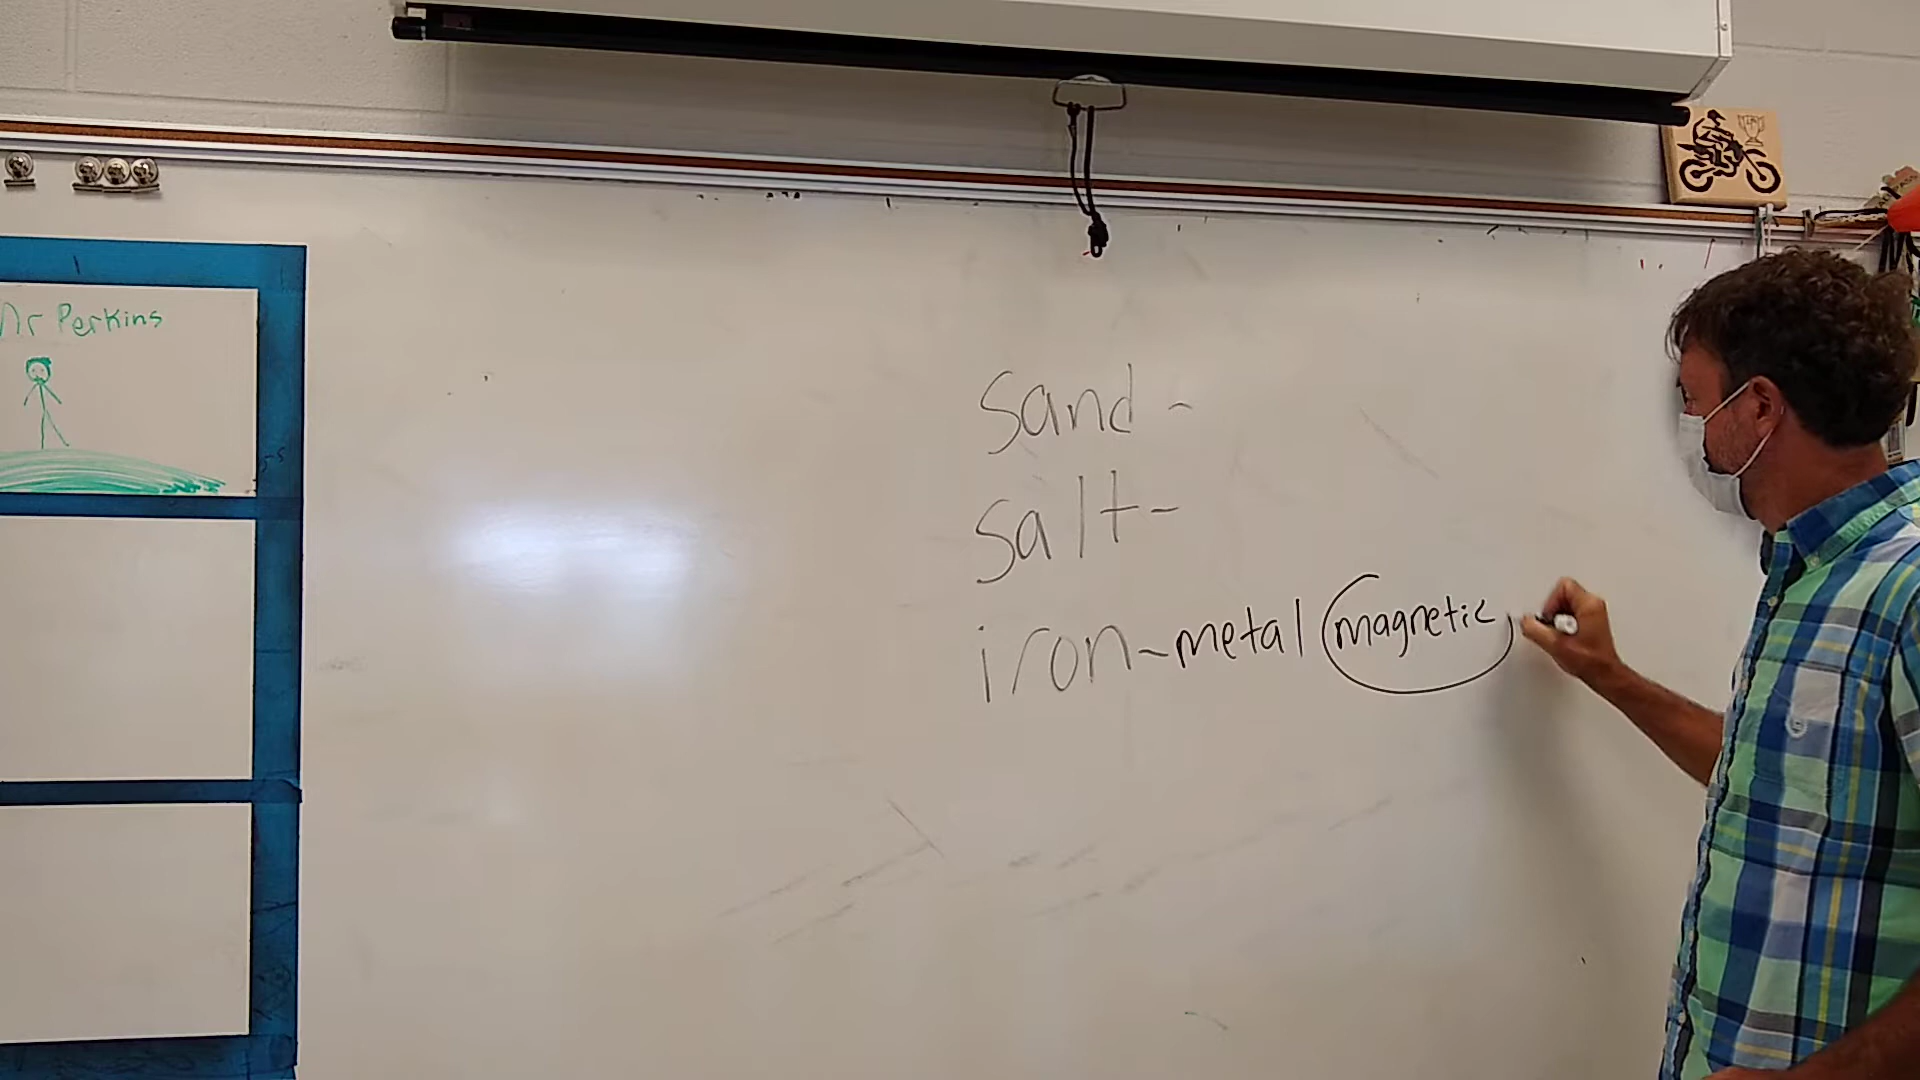 Mr Perkins
sand -
salt -
iron - metal magnetic